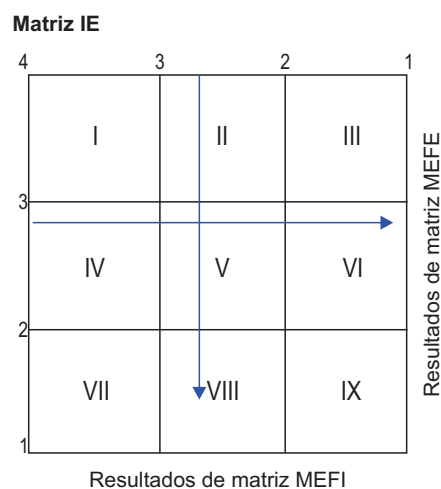 Matriz IE
4 3 2 1
I II III
3
IV V VI
2
VII VIII IX
1
Resultados de matriz MEFE
Resultados de matriz MEFI